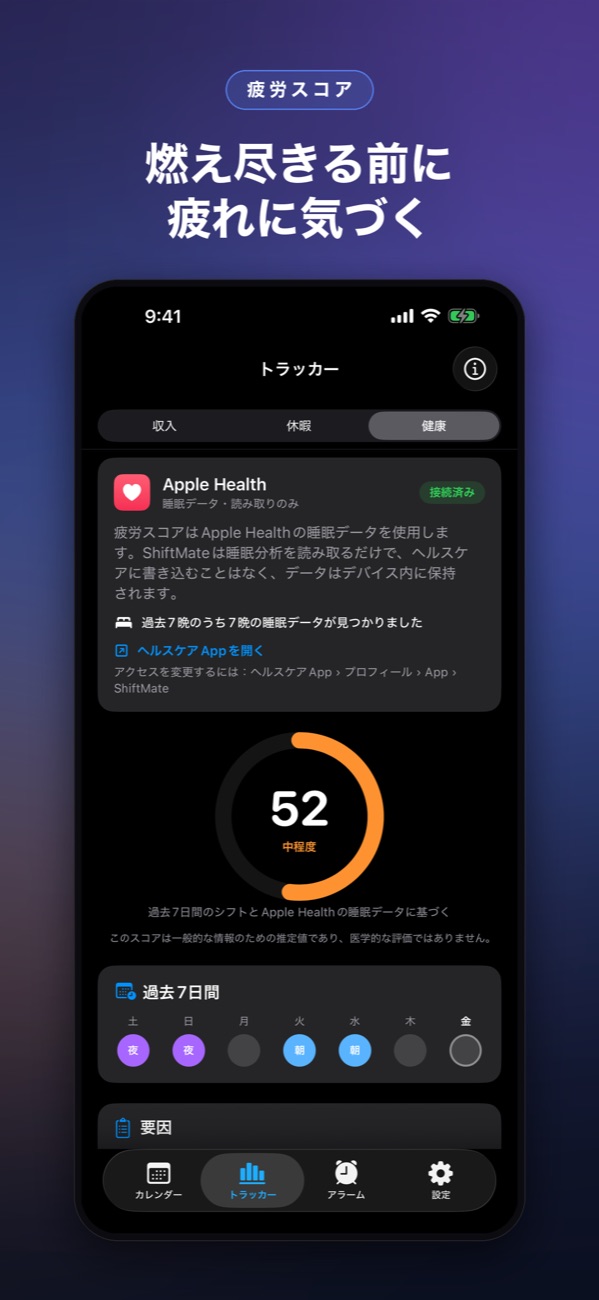 疲労スコア
燃え尽きる前に
疲れに気づく
9:41
トラッカー
収入 休暇 健康
Apple Health
睡眠データ・読み取りのみ
接続済み
疲労スコアはApple Healthの睡眠データを使用しま
す。ShiftMateは睡眠分析を読み取るだけで、ヘルスケ
アに書き込むことはなく、データはデバイス内に保持
されます。
過去7晩のうち7晩の睡眠データが見つかりました
ヘルスケアAppを開く
アクセスを変更するには：ヘルスケアApp › プロフィール › App ›
ShiftMate
52
中程度
過去7日間のシフトとApple Healthの睡眠データに基づく
このスコアは一般的な情報のための推定値であり、医学的な評価ではありません。
過去7日間
土 日 月 火 水 木 金
夜 夜 朝 朝
要因
カレンダー トラッカー アラーム 設定